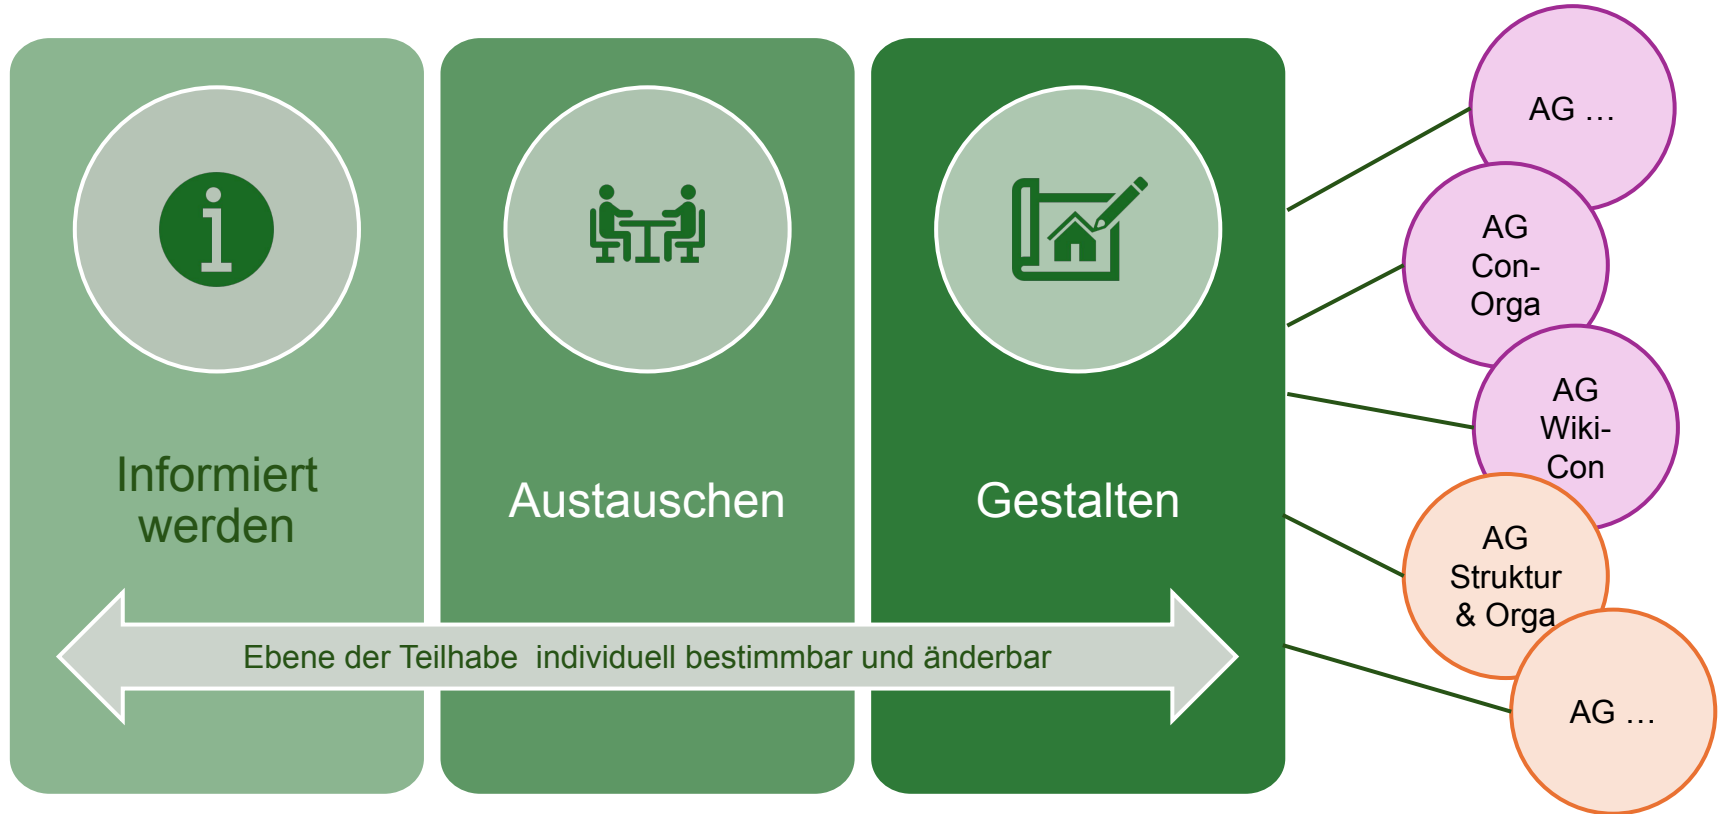 Informiert
werden
Austauschen
Gestalten
Ebene der Teilhabe  individuell bestimmbar und änderbar
AG …
AG
Con-
Orga
AG
Wiki-
Con
AG
Struktur
& Orga
AG …